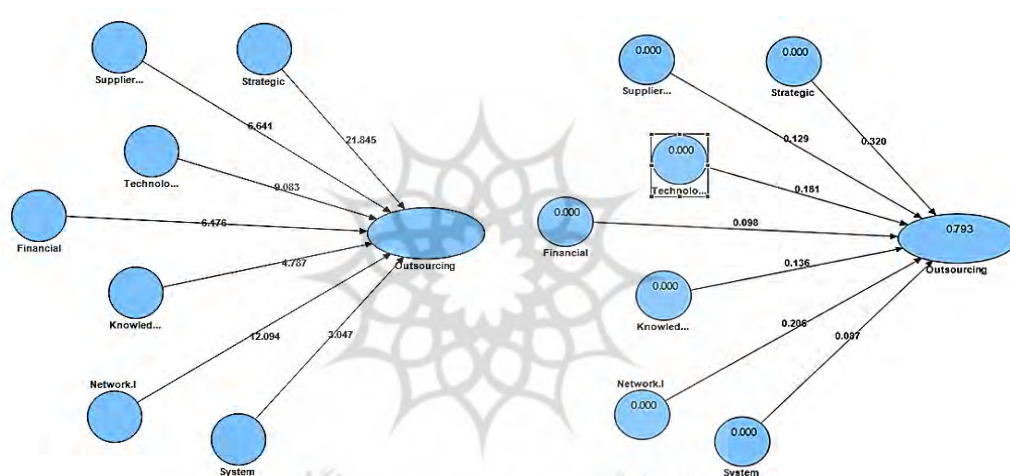 Supplier...
Strategic
6.641
21.845
Technolo...
9.083
Financial
6.176
Outsourcing
4.787
Knowled...
12.094
3.047
Network.I
System
0.000
0.000
Supplier...
Strategic
0.129
0.320
0.000
Technolo...
0.181
0.000
0.098
0.793
Financial
Outsourcing
0.136
0.000
Knowled...
0.206
0.087
Network.I
0.000
0.000
System